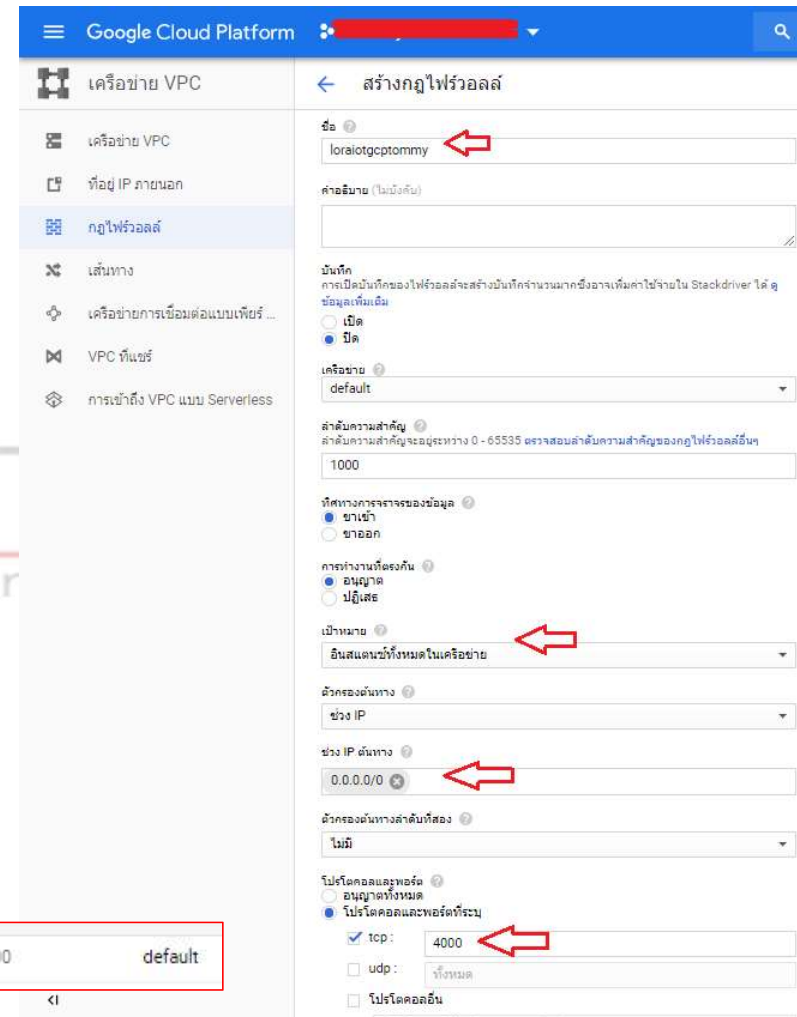 Google Cloud Platform
เครือข่าย VPC
สร้างกฎไฟร์วอลล์
เครือข่าย VPC
ที่อยู่ IP ภายนอก
กฎไฟร์วอลล์
เส้นทาง
เครือข่ายการเชื่อมต่อแบบเพียร์ ...
VPC ที่แชร์
การเข้าถึง VPC แบบ Serverless
ชื่อ
loraiotgcptommy
คำอธิบาย (ไม่บังคับ)
บันทึก
การเปิดบันทึกของไฟร์วอลล์จะสร้างบันทึกจำนวนมากซึ่งอาจเพิ่มค่าใช้จ่ายใน Stackdriver ได้ ดู
ข้อมูลเพิ่มเติม
เปิด
ปิด
เครือข่าย
default
ลำดับความสำคัญ
ลำดับความสำคัญจะอยู่ระหว่าง 0 - 65535 ตรวจสอบลำดับความสำคัญของกฎไฟร์วอลล์อื่นๆ
1000
ทิศทางการจราจรของข้อมูล
ขาเข้า
ขาออก
การทำงานที่ตรงกัน
อนุญาต
ปฏิเสธ
เป้าหมาย
อินสแตนซ์ทั้งหมดในเครือข่าย
ตัวกรองต้นทาง
ช่วง IP
ช่วง IP ต้นทาง
0.0.0.0/0
ตัวกรองต้นทางลำดับที่สอง
ไม่มี
โปรโตคอลและพอร์ต
อนุญาตทั้งหมด
โปรโตคอลและพอร์ตที่ระบุ
tcp : 4000
udp : ทั้งหมด
โปรโตคอลอื่น
default